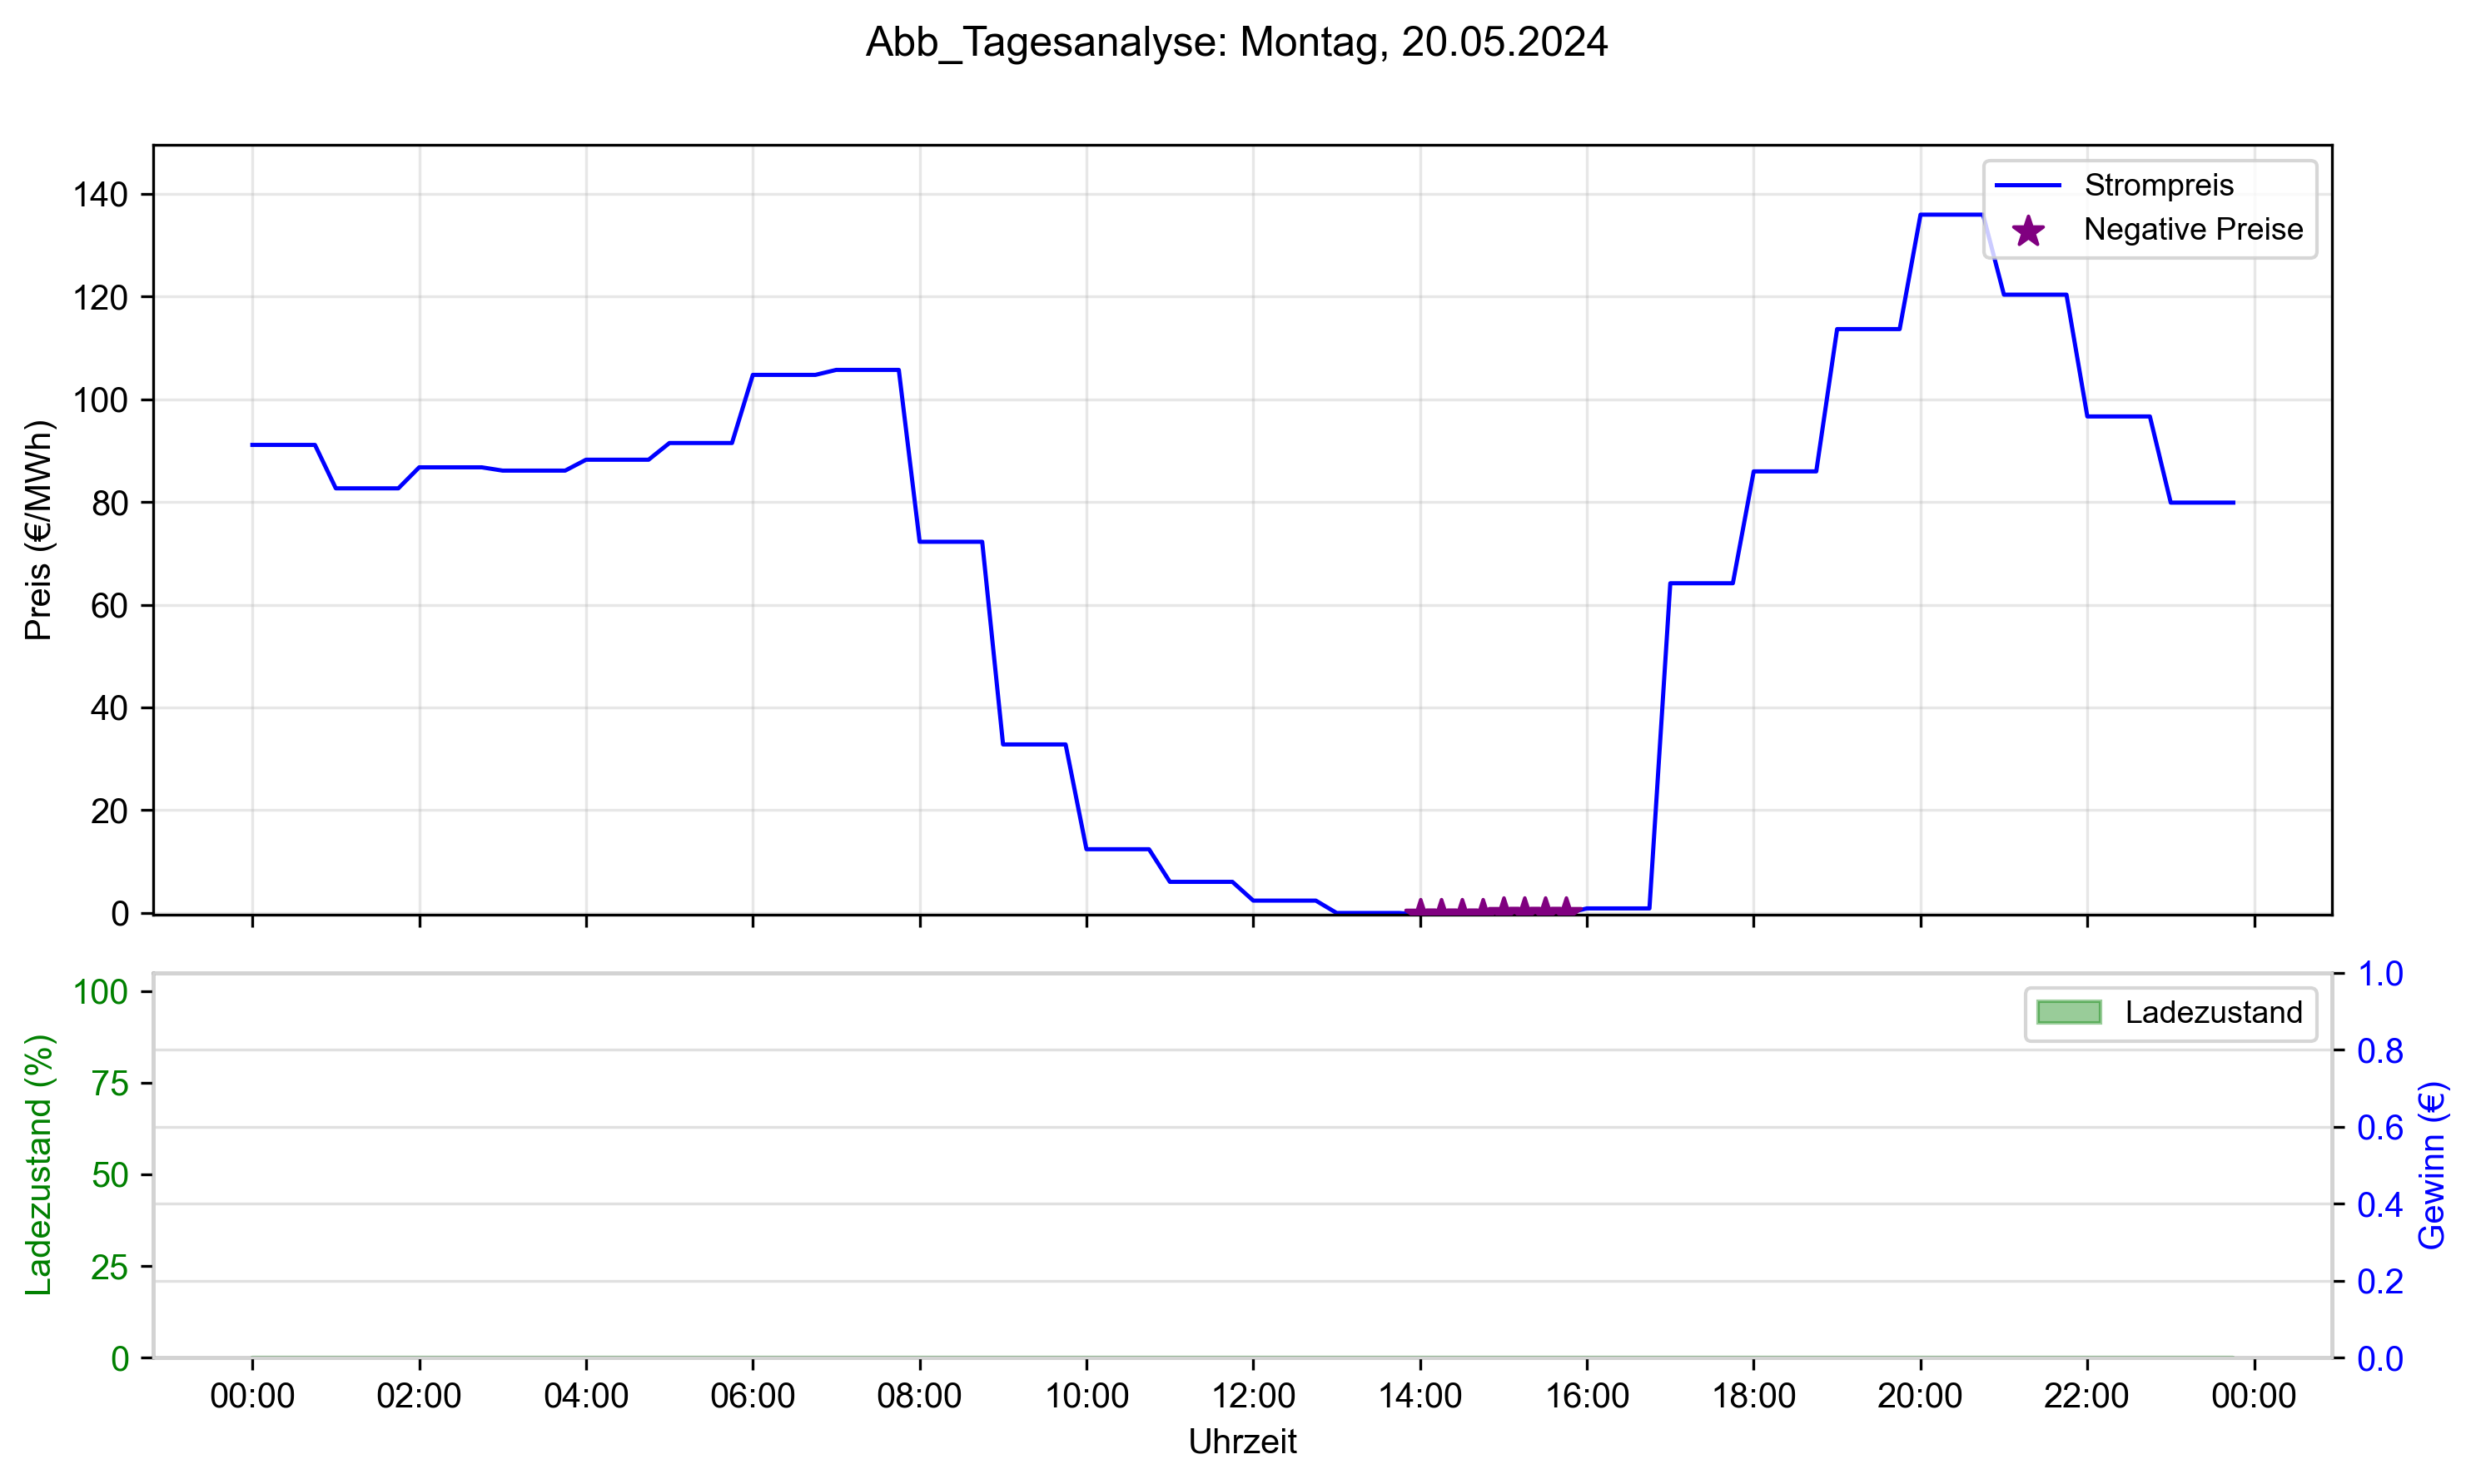 Abb_Tagesanalyse: Montag, 20.05.2024
Preis (€/MWh)
140
120
100
80
60
40
20
0
Strompreis
Negative Preise
Ladezustand (%)
100
75
50
25
0
Ladezustand
1.0
0.8
0.6
0.4
0.2
0.0
Gewinn (€)
00:00 02:00 04:00 06:00 08:00 10:00 12:00 14:00 16:00 18:00 20:00 22:00 00:00
Uhrzeit